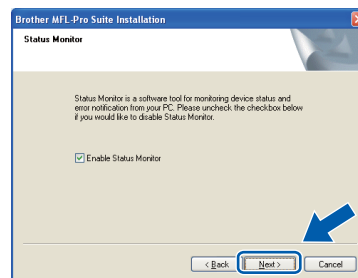 Brother MFL-Pro Suite Installation
Status Monitor
Status Monitor is a software tool for monitoring device status and
error notification from your PC. Please uncheck the checkbox below
if you would like to disable Status Monitor.
Enable Status Monitor
< Back
Next >
Cancel